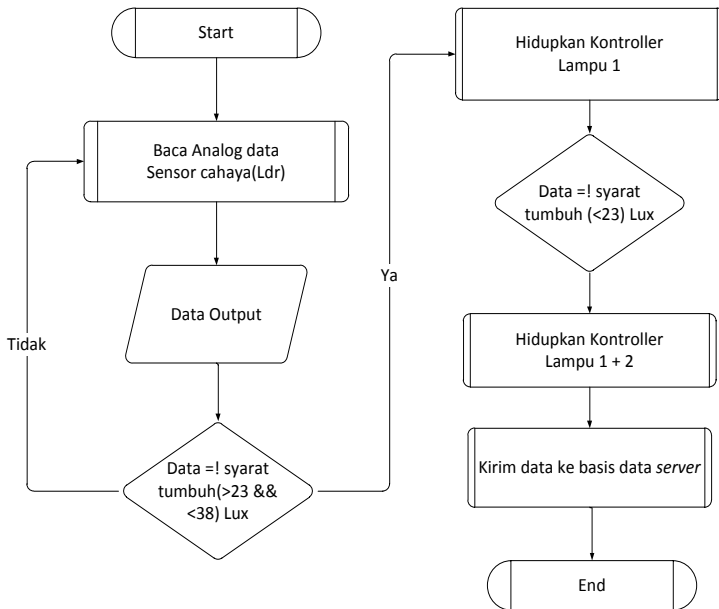 Start
Baca Analog data
Sensor cahaya(Ldr)
Data Output
Tidak
Data =! syarat
tumbuh(>23 &&
<38) Lux
Ya
Hidupkan Kontroller
Lampu 1
Data =! syarat
tumbuh (<23) Lux
Hidupkan Kontroller
Lampu 1 + 2
Kirim data ke basis data server
End